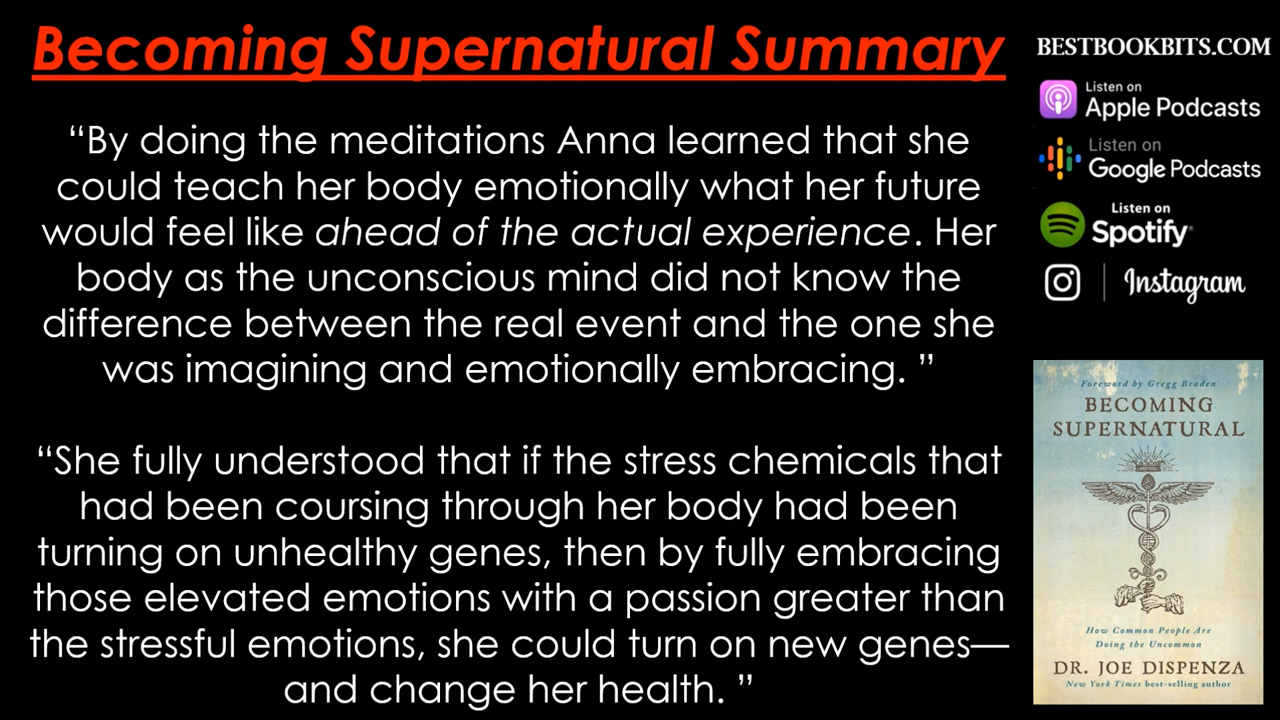 Becoming Supernatural Summary
“By doing the meditations Anna learned that she
could teach her body emotionally what her future
would feel like ahead of the actual experience. Her
body as the unconscious mind did not know the
difference between the real event and the one she
was imagining and emotionally embracing. ”
“She fully understood that if the stress chemicals that
had been coursing through her body had been
turning on unhealthy genes, then by fully embracing
those elevated emotions with a passion greater than
the stressful emotions, she could turn on new genes—
and change her health. ”
BESTBOOKBITS.COM
Listen on
Apple Podcasts
Listen on
Google Podcasts
Listen on
Spotify
Instagram
Foreword by Gregg Braden
BECOMING
SUPERNATURAL
How Common People Are
Doing the Uncommon
DR. JOE DISPENZA
New York Times best-selling author